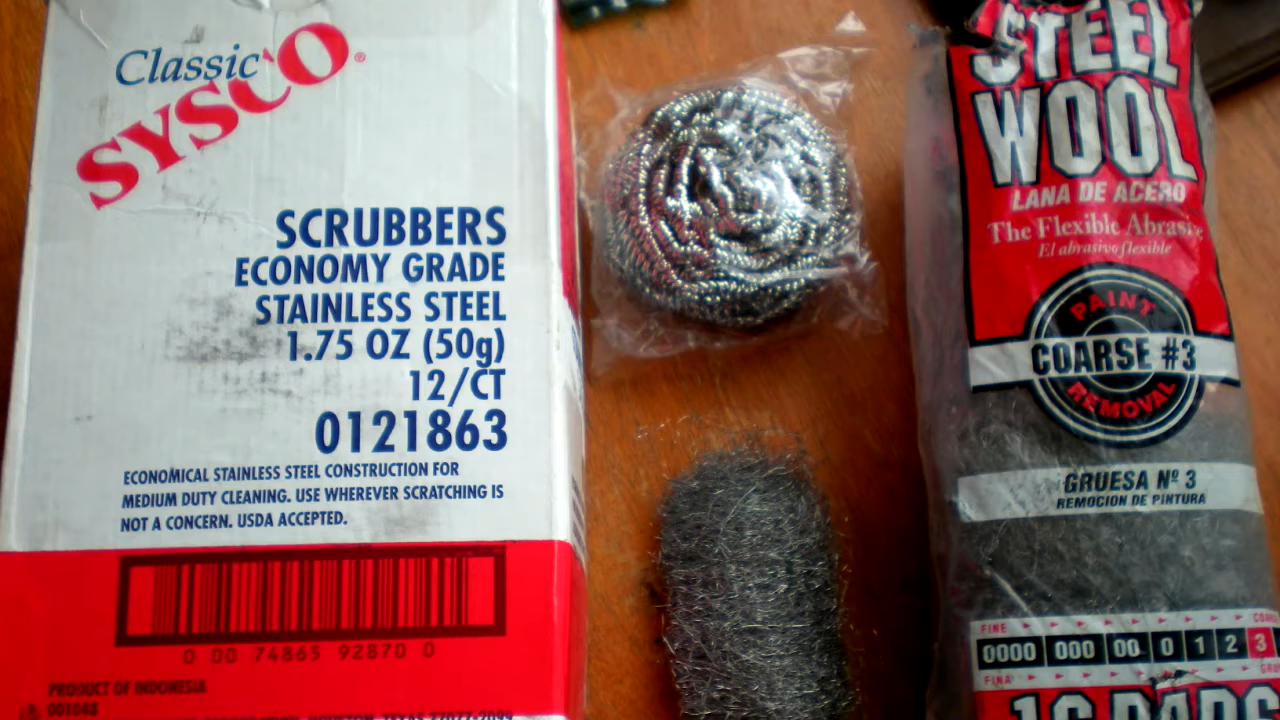 Classic
SYSCO®
SCRUBBERS
ECONOMY GRADE
STAINLESS STEEL
1.75 OZ (50g)
12/CT
0121863
ECONOMICAL STAINLESS STEEL CONSTRUCTION FOR
MEDIUM DUTY CLEANING. USE WHEREVER SCRATCHING IS
NOT A CONCERN. USDA ACCEPTED.
0 00 74865 92870 0
PRODUCT OF INDONESIA
001048
STEEL
WOOL
LANA DE ACERO
The Flexible Abrasive
El abrasivo flexible
PAINT
COARSE #3
REMOVAL
GRUESA Nº 3
REMOCION DE PINTURA
FINE
0000 000 00 0 1 2 3
FINA
16 PADS